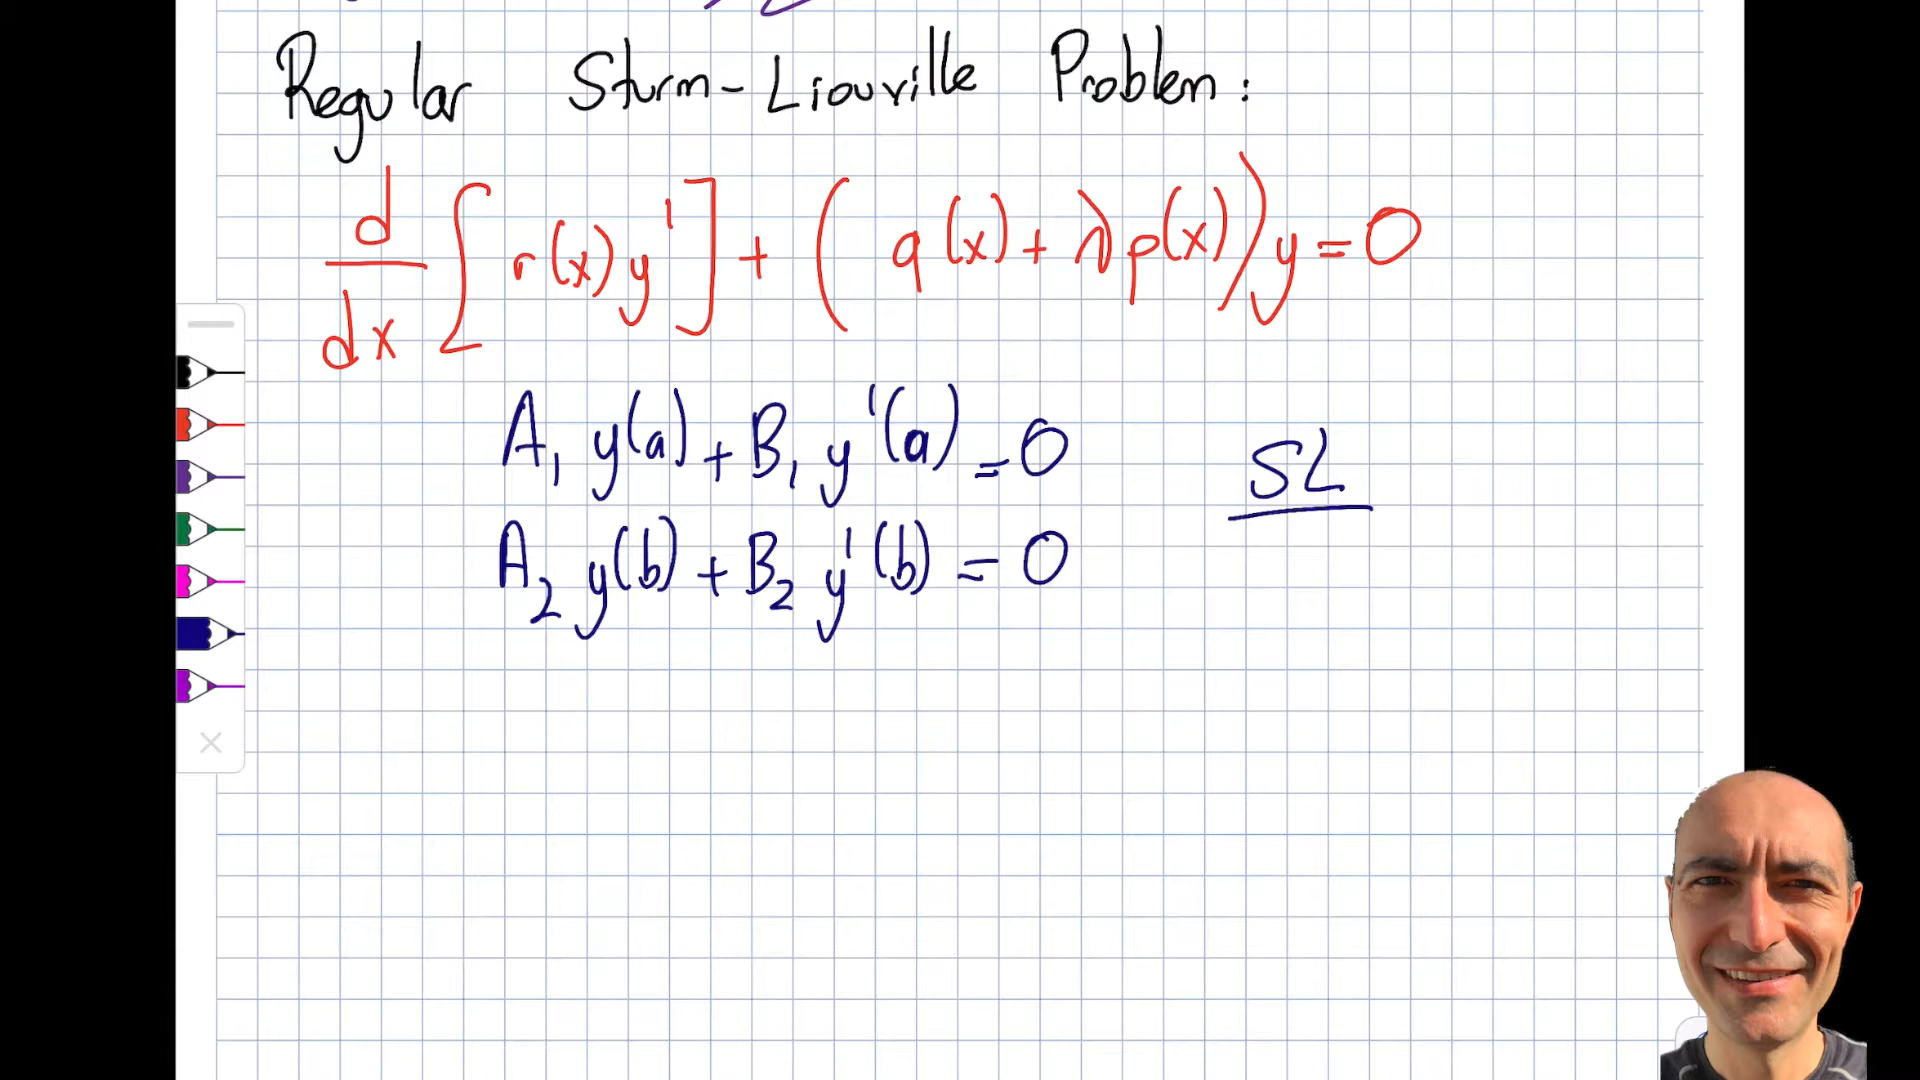 Regular Sturm-Liouville Problem:
d/dx [r(x)y'] + (q(x) + λp(x))y = 0
A₁ y(a) + B₁ y'(a) = 0
SL
A₂ y(b) + B₂ y'(b) = 0